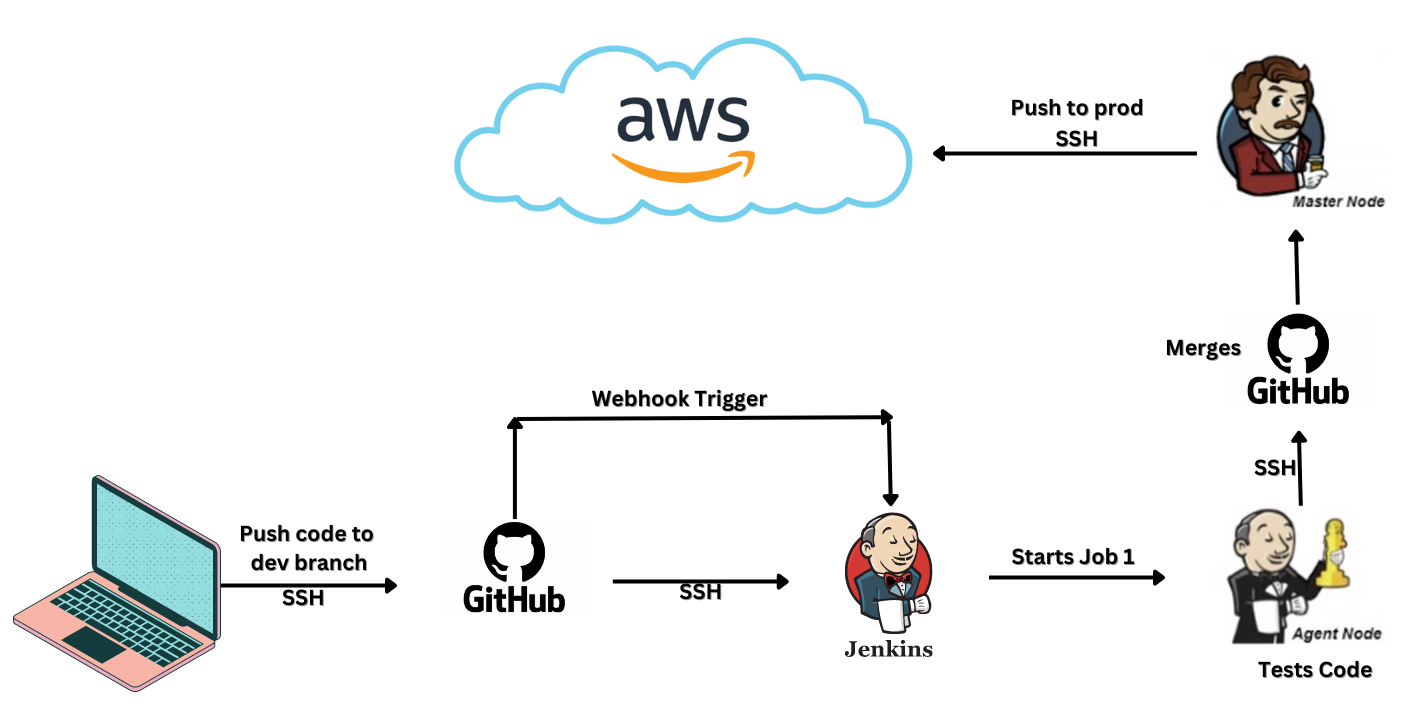 aws
Push to prod
SSH
Master Node
Merges
GitHub
Webhook Trigger
SSH
Push code to
dev branch
SSH
GitHub
SSH
Jenkins
Starts Job 1
Agent Node
Tests Code